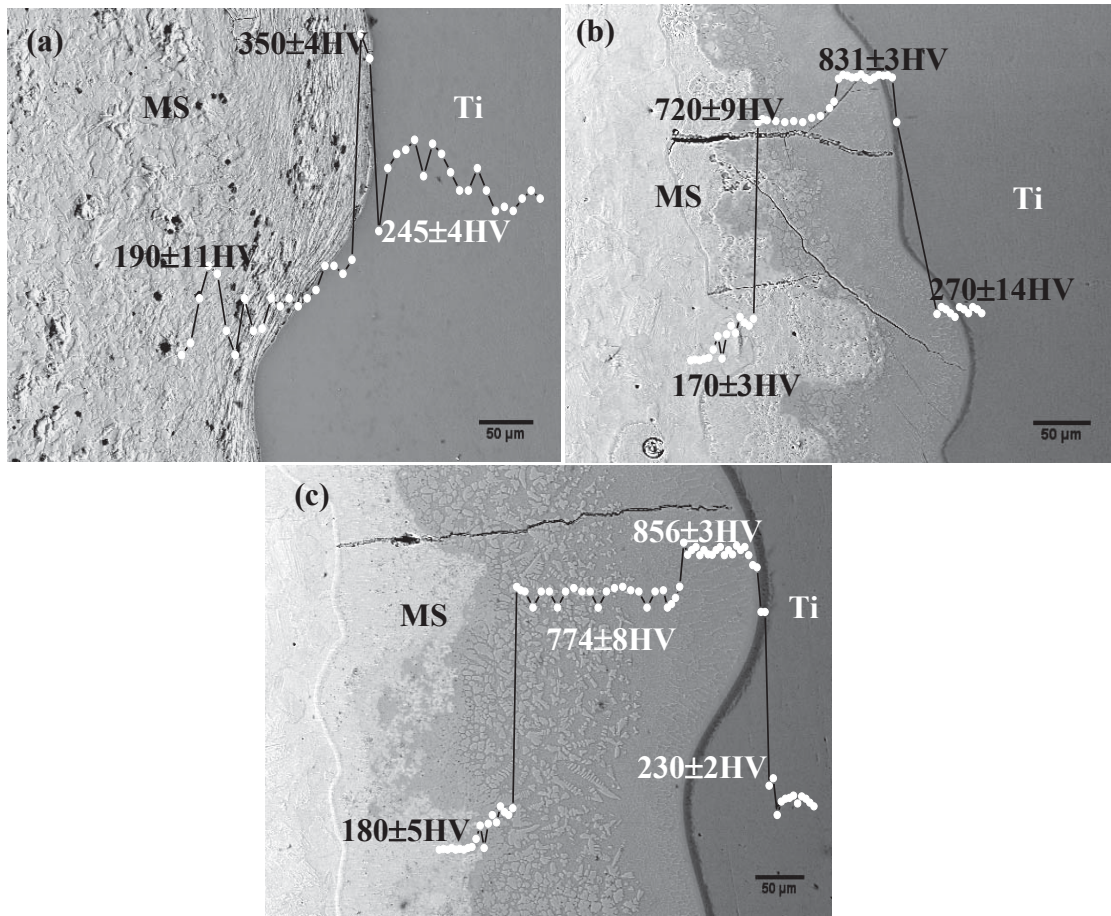 (a)
350±4HV
MS
Ti
245±4HV
190±11HV
50 µm
(b)
831±3HV
720±9HV
MS
Ti
270±14HV
170±3HV
50 µm
(c)
856±3HV
MS
Ti
774±8HV
230±2HV
180±5HV
50 µm